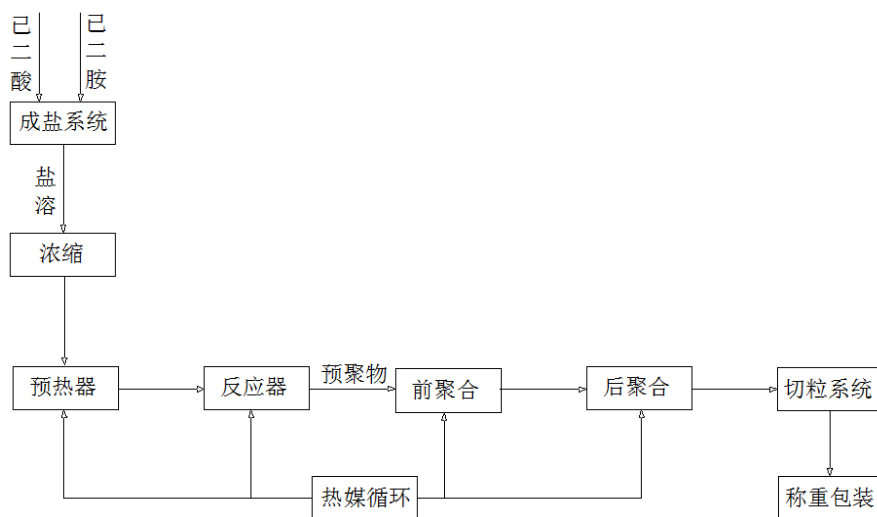 己二酸
己二胺
成盐系统
盐溶
浓缩
预热器
反应器
预聚物
前聚合
后聚合
切粒系统
热媒循环
称重包装